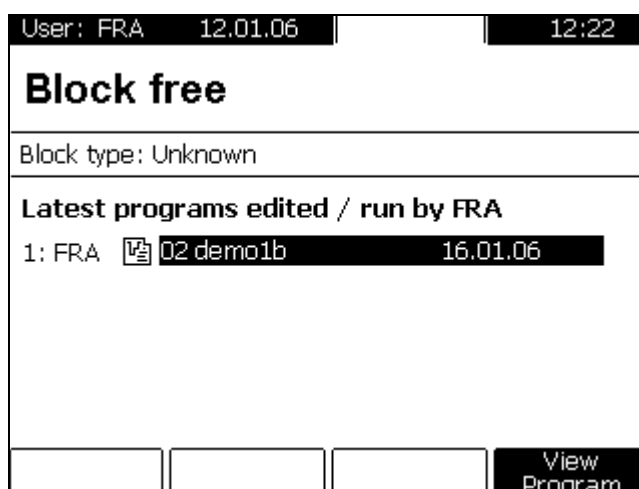 User: FRA 12.01.06 12:22
Block free
Block type: Unknown
Latest programs edited / run by FRA
1: FRA 02 demo1b 16.01.06
View
Program